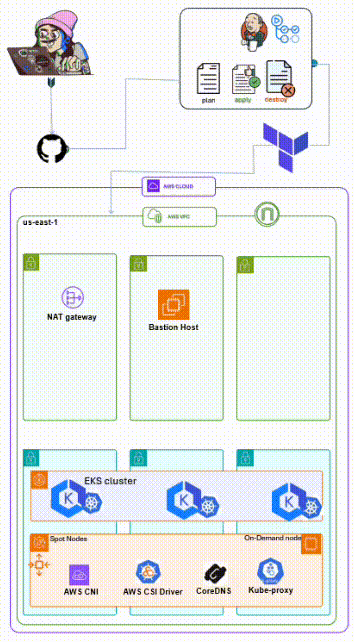 plan
apply
destroy
AWS CLOUD
AWS VPC
us-east-1
NAT gateway
Bastion Host
EKS cluster
Spot Nodes
On-Demand node
AWS CNI
AWS CSI Driver
CoreDNS
Kube-proxy